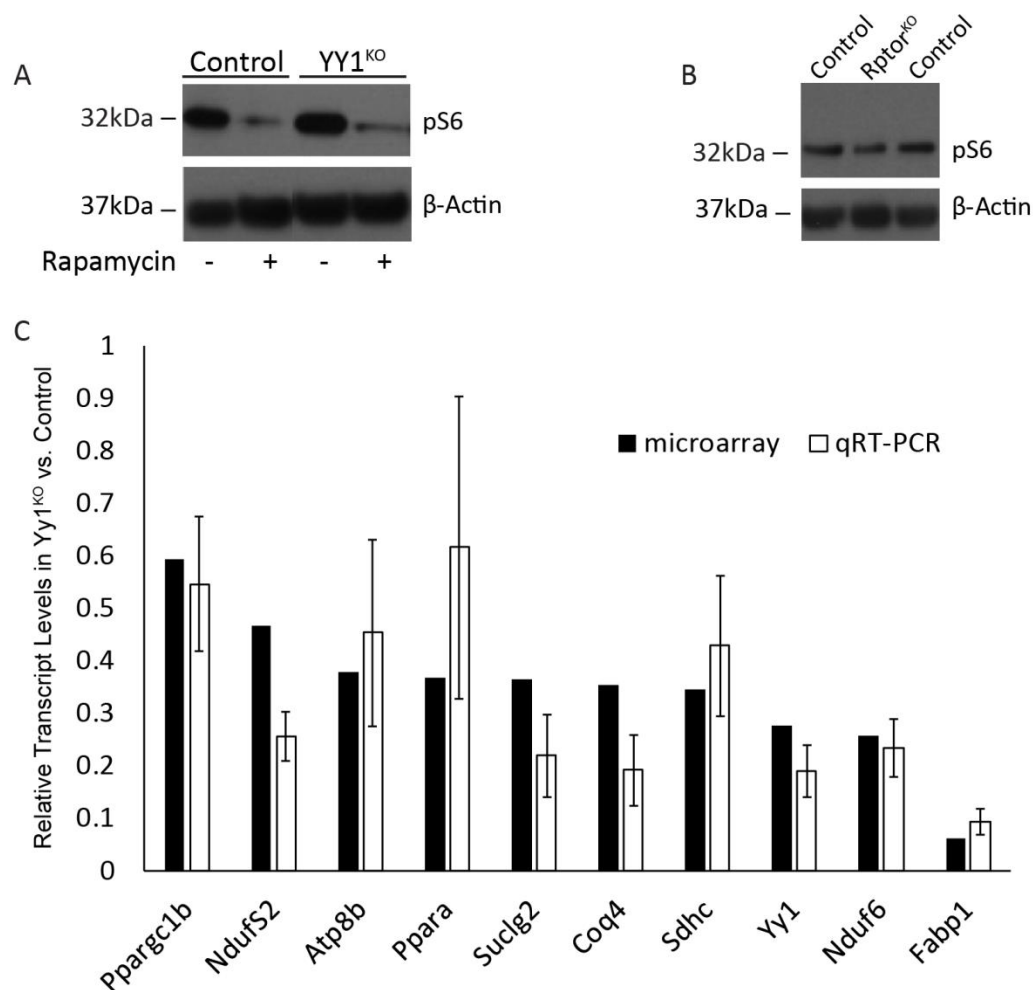 A
Control YY1KO
32kDa – pS6
37kDa – β-Actin
Rapamycin - + - +
B
Control RptorKO Control
32kDa – pS6
37kDa – β-Actin
C
Relative Transcript Levels in Yy1KO vs. Control
1
0.9
0.8
0.7
0.6
0.5
0.4
0.3
0.2
0.1
0
microarray qRT-PCR
Ppargc1b NdufS2 Atp8b Ppara Suclg2 Coq4 Sdhc Yy1 Nduf6 Fabp1